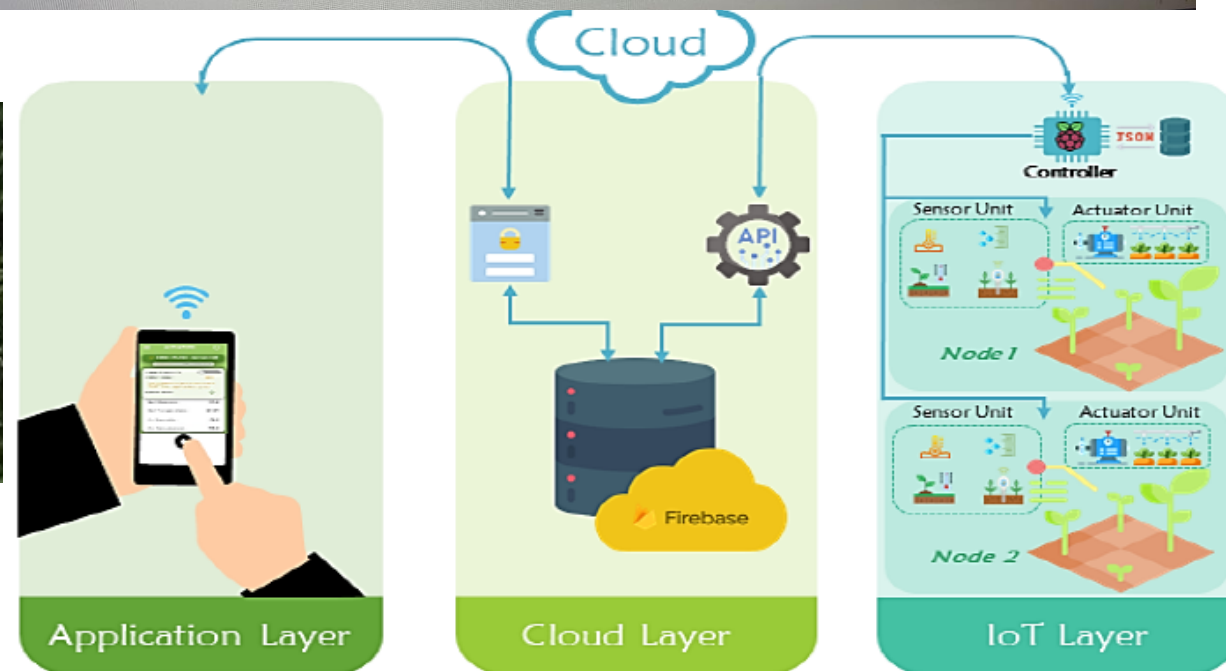 Cloud
JSON
Controller
Sensor Unit
Actuator Unit
API
Node 1
Sensor Unit
Actuator Unit
Firebase
Node 2
Application Layer
Cloud Layer
IoT Layer